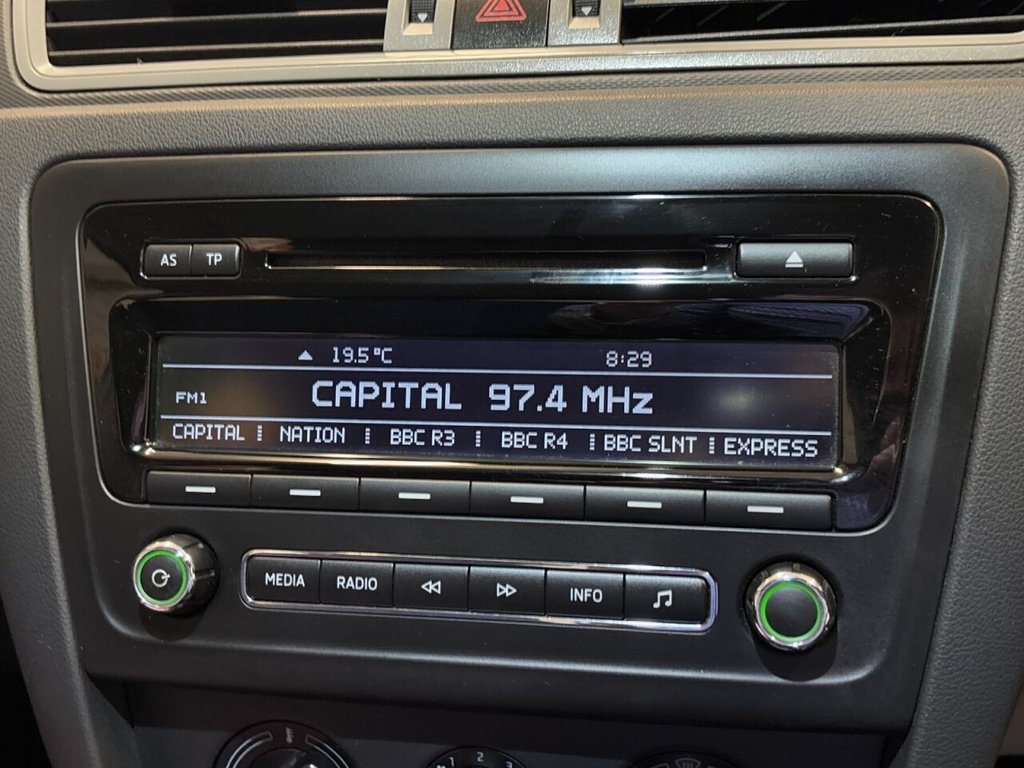 AS TP
19.5°C 8:29
FM1 CAPITAL 97.4 MHz
CAPITAL NATION BBC R3 BBC R4 BBC SLNT EXPRESS
MEDIA RADIO INFO
2